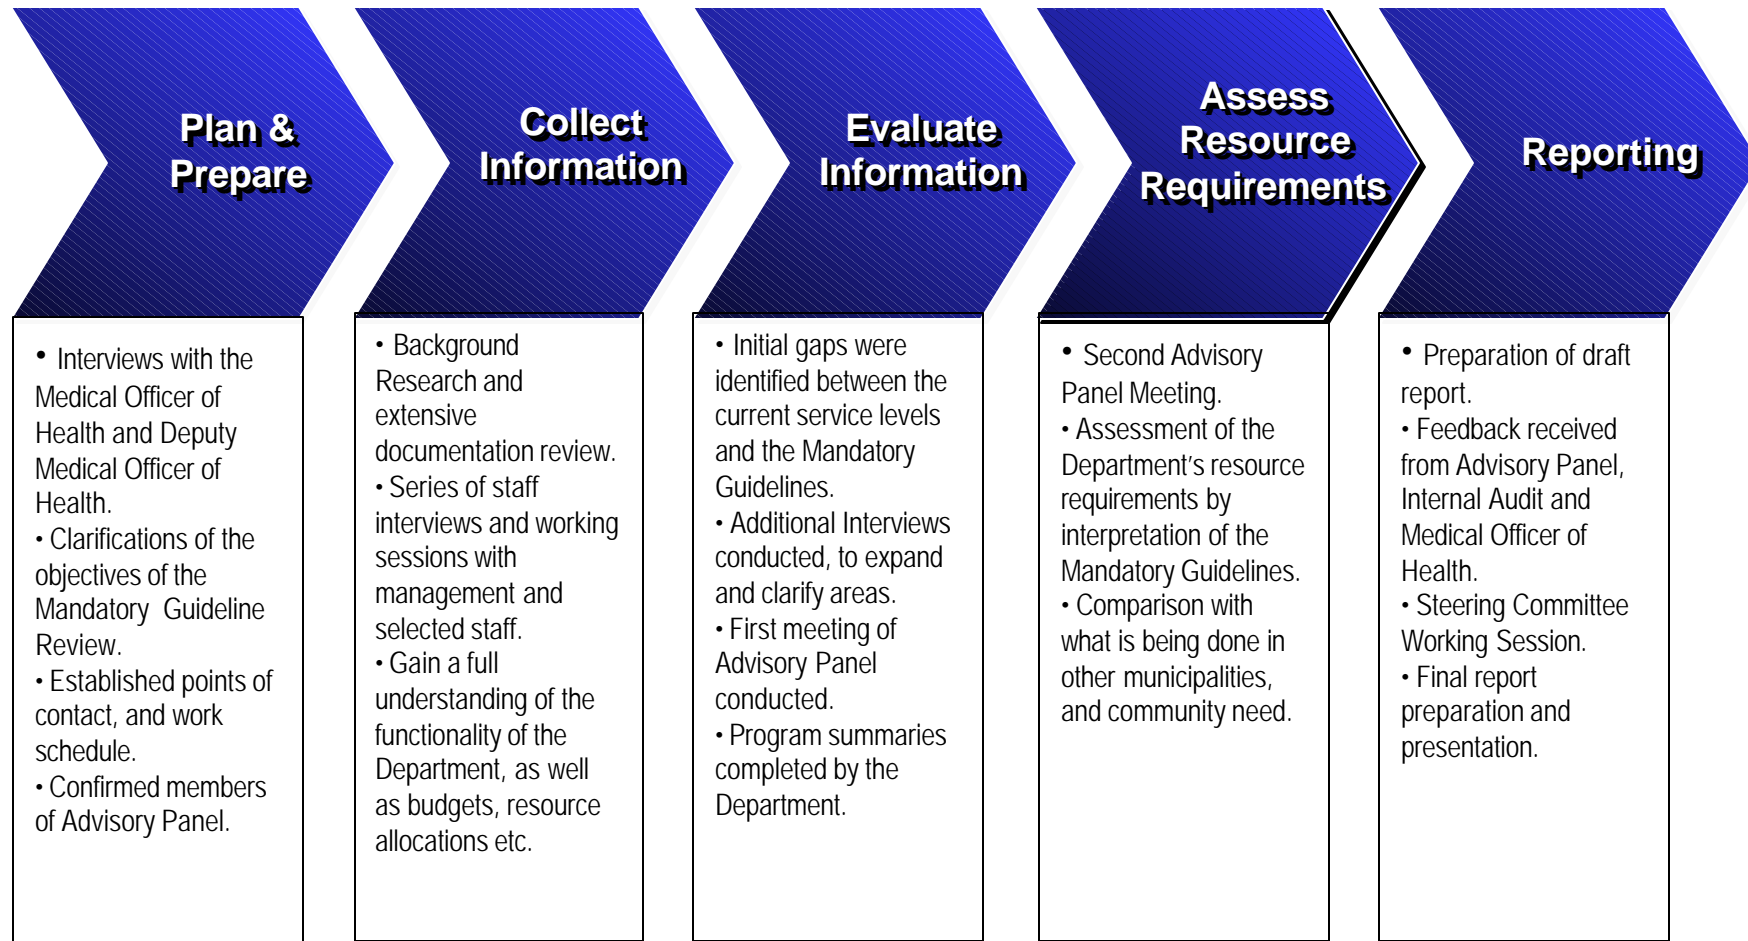 Plan &
Prepare
Collect
Information
Evaluate
Information
Assess
Resource
Requirements
Reporting
• Interviews with the
Medical Officer of
Health and Deputy
Medical Officer of
Health.
• Clarifications of the
objectives of the
Mandatory Guideline
Review.
• Established points of
contact, and work
schedule.
• Confirmed members
of Advisory Panel.
• Background
Research and
extensive
documentation review.
• Series of staff
interviews and working
sessions with
management and
selected staff.
• Gain a full
understanding of the
functionality of the
Department, as well
as budgets, resource
allocations etc.
• Initial gaps were
identified between the
current service levels
and the Mandatory
Guidelines.
• Additional Interviews
conducted, to expand
and clarify areas.
• First meeting of
Advisory Panel
conducted.
• Program summaries
completed by the
Department.
• Second Advisory
Panel Meeting.
• Assessment of the
Department's resource
requirements by
interpretation of the
Mandatory Guidelines.
• Comparison with
what is being done in
other municipalities,
and community need.
• Preparation of draft
report.
• Feedback received
from Advisory Panel,
Internal Audit and
Medical Officer of
Health.
• Steering Committee
Working Session.
• Final report
preparation and
presentation.